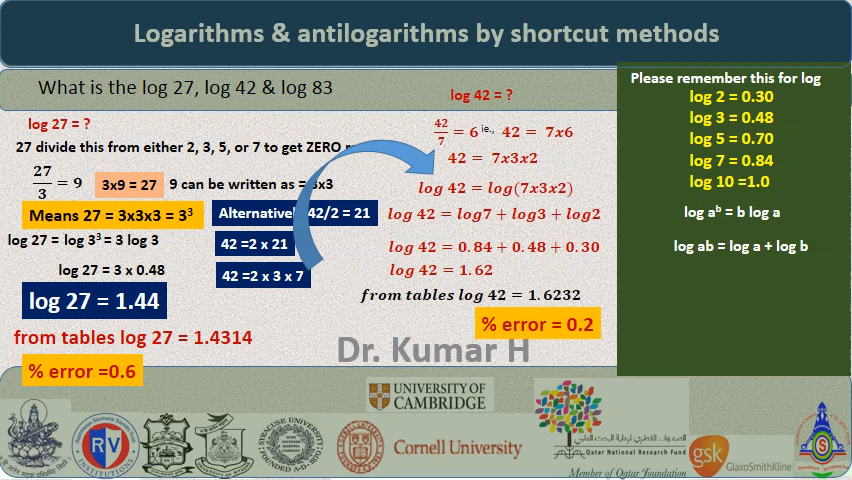 Logarithms & antilogarithms by shortcut methods
What is the log 27, log 42 & log 83
log 27 = ?
27 divide this from either 2, 3, 5, or 7 to get ZERO
27/3 = 9
3x9 = 27
9 can be written as = 3x3
Means 27 = 3x3x3 = 3³
log 27 = log 3³ = 3 log 3
log 27 = 3 x 0.48
log 27 = 1.44
from tables log 27 = 1.4314
% error =0.6
Alternatively 42/2 = 21
42 =2 x 21
42 =2 x 3 x 7
log 42 = ?
42/7 = 6 ie., 42 = 7x6
42 = 7x3x2
log 42 = log(7x3x2)
log 42 = log7 + log3 + log2
log 42 = 0.84 + 0.48 + 0.30
log 42 = 1.62
from tables log 42 = 1.6232
% error = 0.2
Dr. Kumar H
Please remember this for log
log 2 = 0.30
log 3 = 0.48
log 5 = 0.70
log 7 = 0.84
log 10 =1.0
log aᵇ = b log a
log ab = log a + log b
UNIVERSITY OF
CAMBRIDGE
RV
INSTITUTIONS
SYRACUSE UNIVERSITY
FOUNDED A·D·1870
Cornell University
Qatar National Research Fund
Member of Qatar Foundation
gsk
GlaxoSmithKline
S